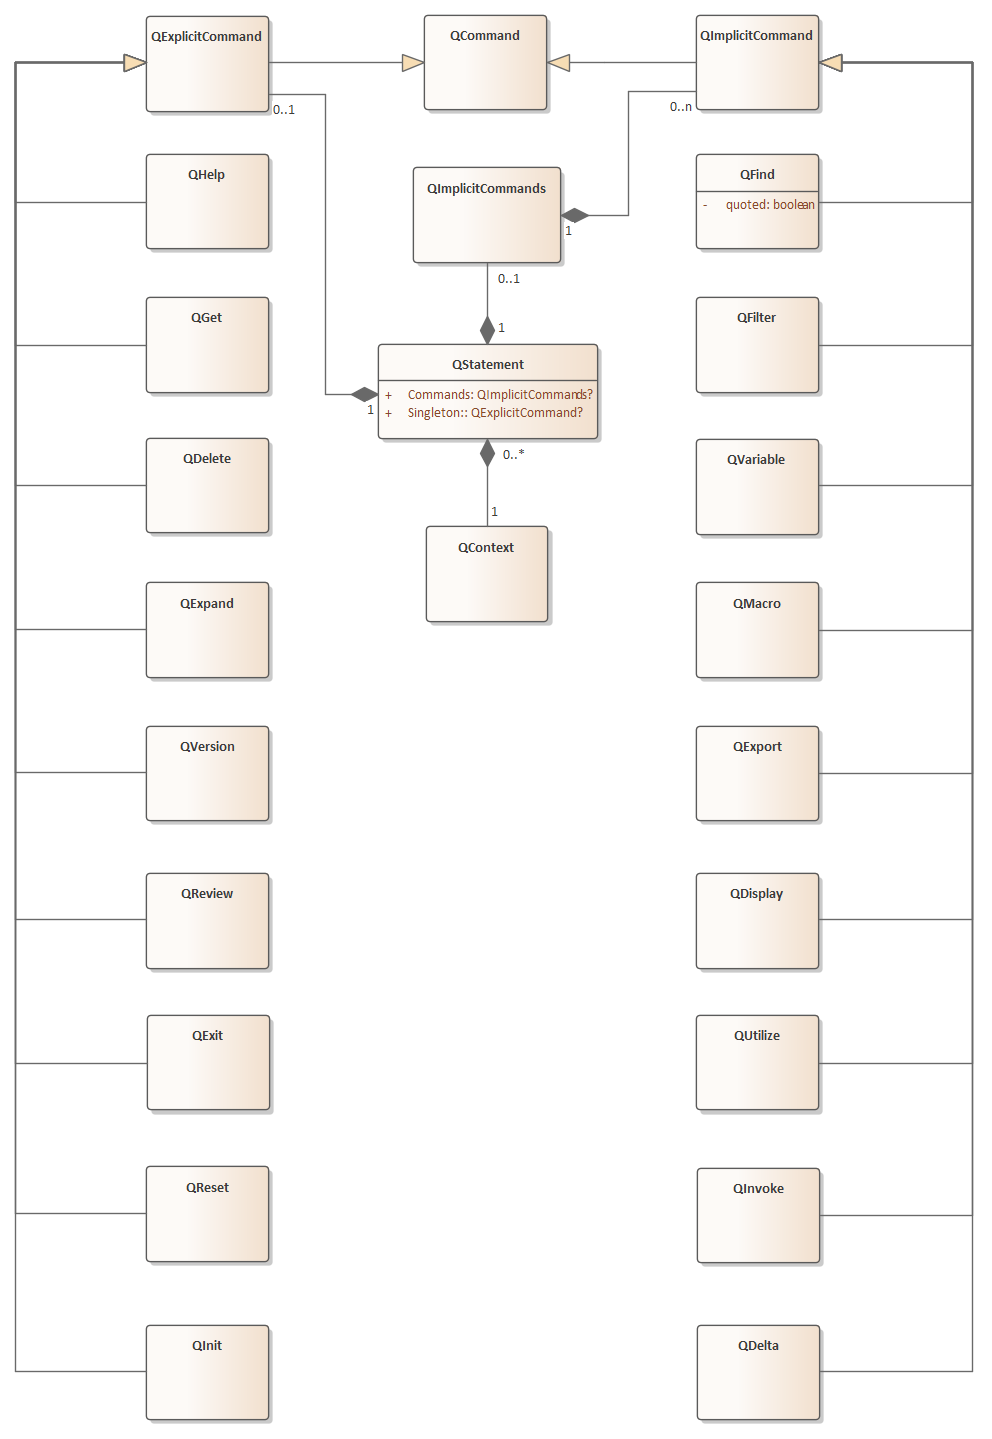 QExplicitCommand
QCommand
QImplicitCommand
0..1
0..n
QHelp
QImplicitCommands
QFind
- quoted: boolean
1
0..1
QGet
1
QFilter
QStatement
+ Commands: QImplicitCommands?
+ Singleton:: QExplicitCommand?
1
0..*
QDelete
QVariable
1
QContext
QExpand
QMacro
QVersion
QExport
QReview
QDisplay
QExit
QUtilize
QReset
QInvoke
QInit
QDelta